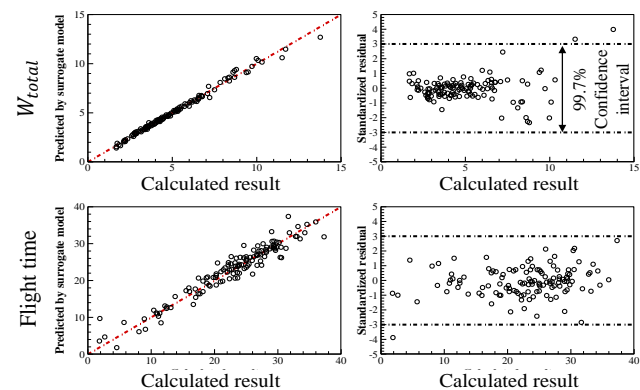 W_total
Predicted by surrogate model
15
10
5
0
0 5 10 15
Calculated result
Standardized residual
5
4
3
2
1
0
-1
-2
-3
-4
-5
0 5 10 15
99.7%
Confidence
interval
Calculated result
Flight time
Predicted by surrogate model
40
30
20
10
0
0 10 20 30 40
Calculated result
Standardized residual
5
4
3
2
1
0
-1
-2
-3
-4
-5
0 10 20 30 40
Calculated result